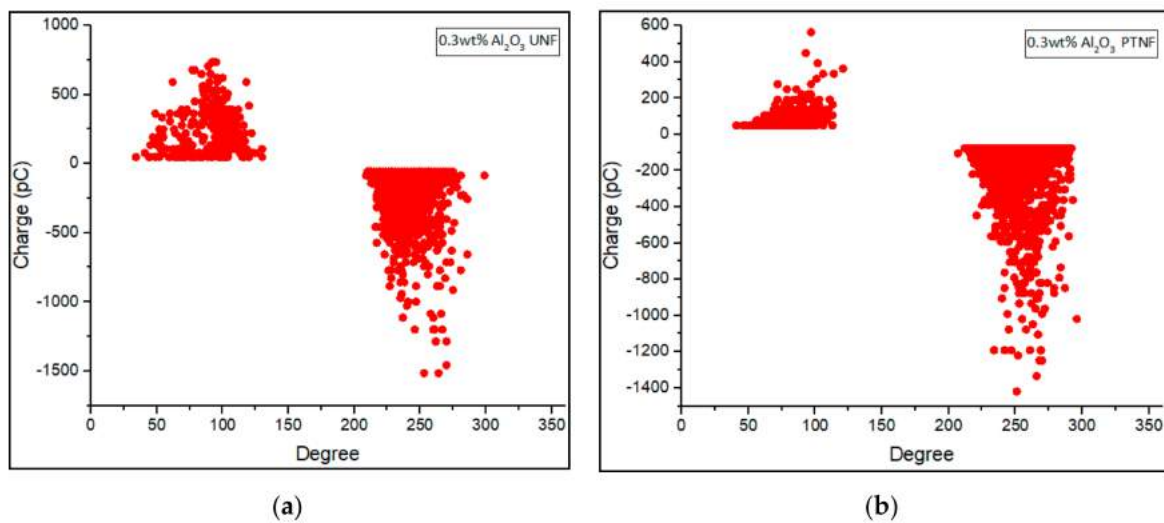 1000
500
0
-500
-1000
-1500
Charge (pC)
0.3wt% Al₂O₃ UNF
0 50 100 150 200 250 300 350
Degree
(a)
600
400
200
0
-200
-400
-600
-800
-1000
-1200
-1400
Charge (pC)
0.3wt% Al₂O₃ PTNF
0 50 100 150 200 250 300 350
Degree
(b)